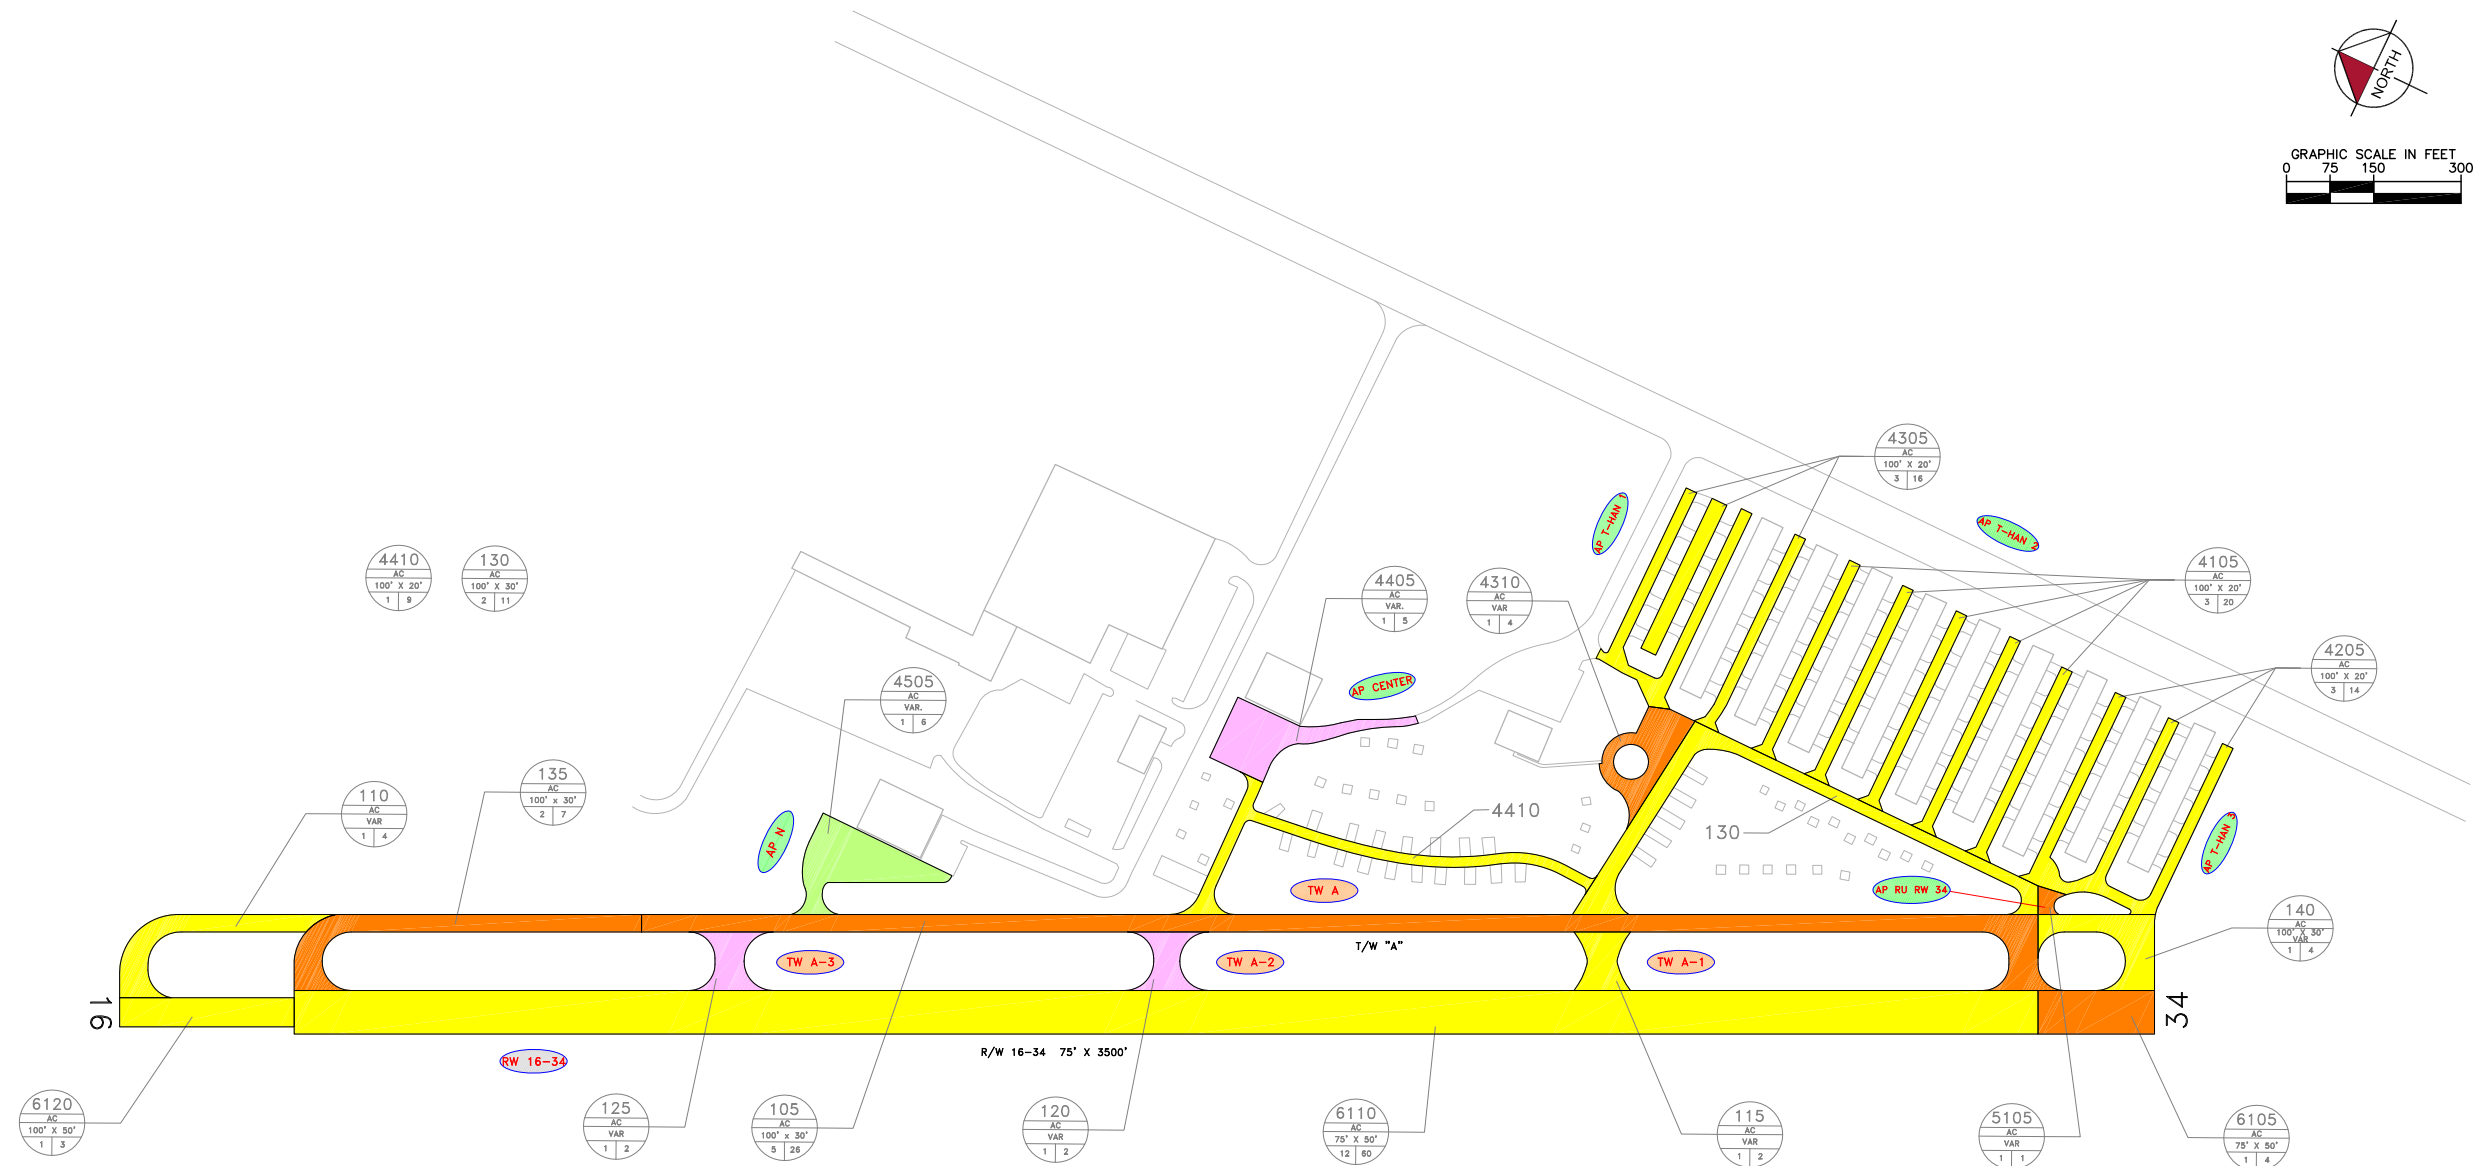 NORTH
GRAPHIC SCALE IN FEET
0 75 150 300
4305
AC
100' X 20'
3 16
AP T-HAN 1
AP T-HAN 2
4410
AC
100' X 20'
1 9
130
AC
100' X 30'
2 11
4405
AC
VAR.
1 5
4310
AC
VAR
1 4
4105
AC
100' X 20'
3 20
4205
AC
100' X 20'
3 14
AP CENTER
4505
AC
VAR.
1 6
135
AC
100' x 30'
2 7
110
AC
VAR
1 4
AP N
4410
130
AP T-HAN 3
TW A
AP RU RW 34
140
AC
100' X 30'
VAR
1 4
T/W "A"
TW A-3
TW A-2
TW A-1
16
34
R/W 16-34 75' X 3500'
RW 16-34
6120
AC
100' X 50'
1 3
125
AC
VAR
1 2
105
AC
100' x 30'
5 26
120
AC
VAR
1 2
6110
AC
75' X 50'
12 60
115
AC
VAR
1 2
5105
AC
VAR
1 1
6105
AC
75' X 50'
1 4